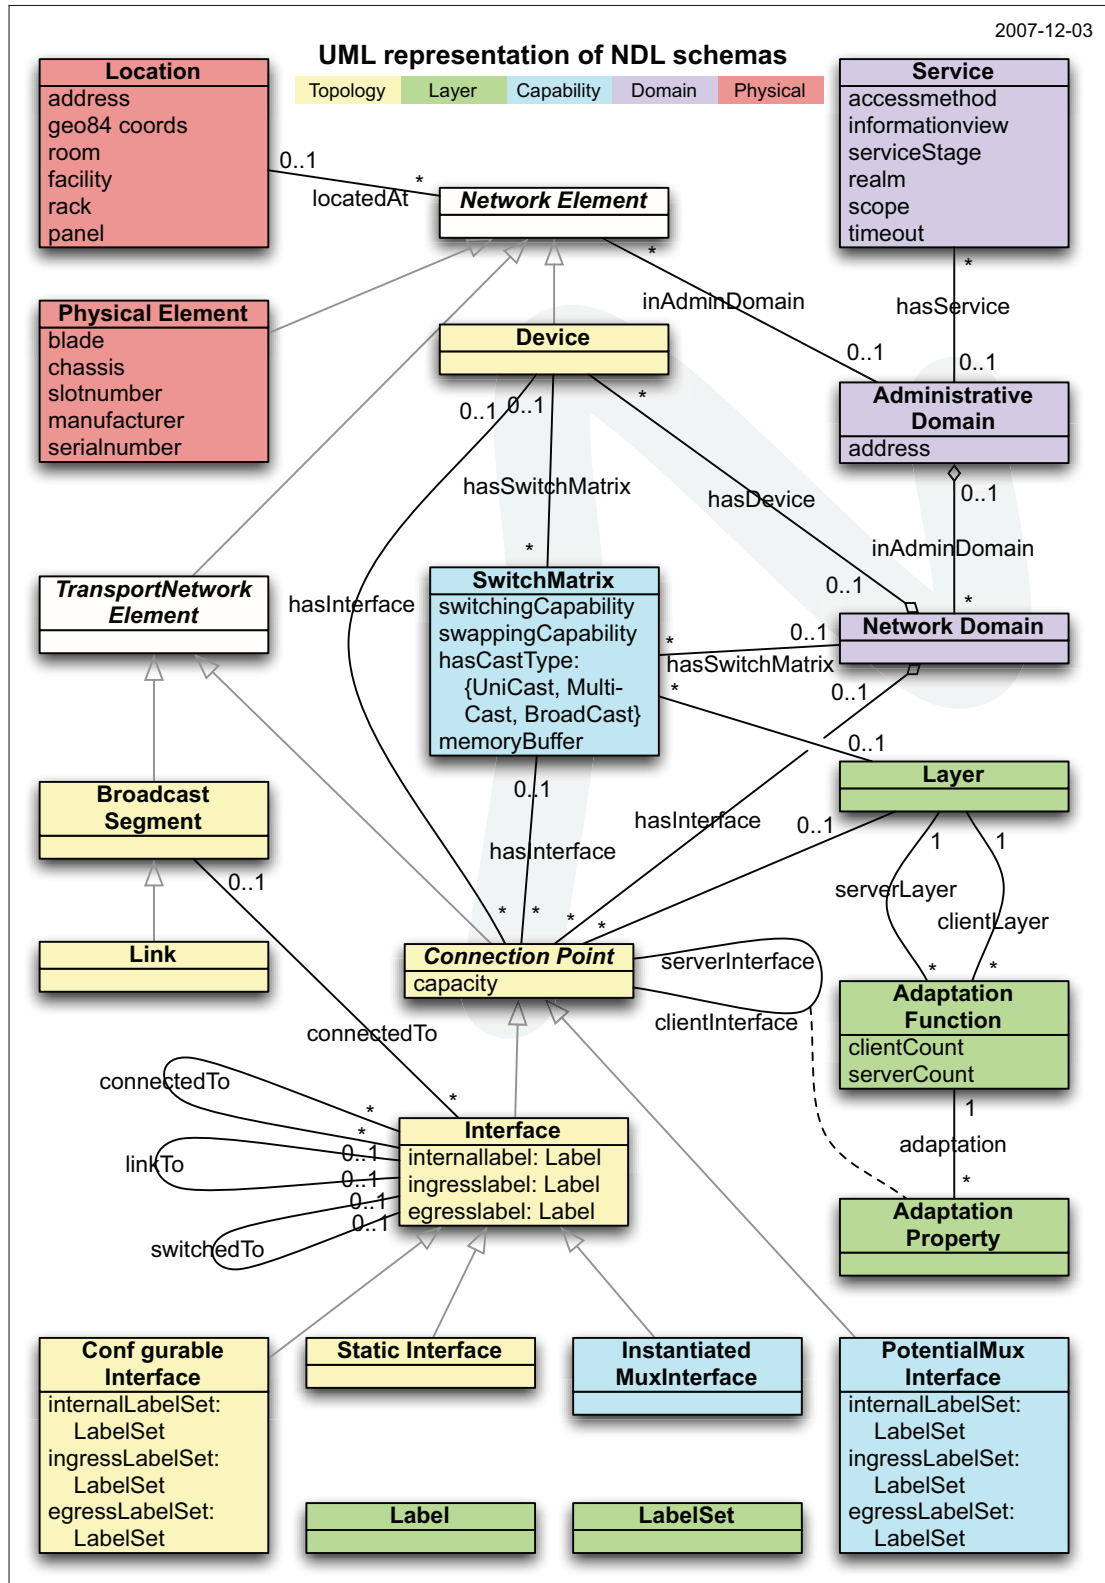 2007-12-03
UML representation of NDL schemas
Topology Layer Capability Domain Physical
Location
address
geo84 coords
room
facility
rack
panel
Service
accessmethod
informationview
serviceStage
realm
scope
timeout
0..1
*
locatedAt
Network Element
*
*
inAdminDomain
hasService
0..1
0..1
Physical Element
blade
chassis
slotnumber
manufacturer
serialnumber
Device
0..1
0..1
*
Administrative
Domain
address
0..1
hasSwitchMatrix
hasDevice
inAdminDomain
*
0..1
*
TransportNetwork
Element
hasInterface
SwitchMatrix
switchingCapability
swappingCapability
hasCastType:
{UniCast, Multi-
Cast, BroadCast}
memoryBuffer
*
0..1
hasSwitchMatrix
Network Domain
0..1
*
0..1
Layer
Broadcast
Segment
0..1
0..1
hasInterface
hasInterface
0..1
1
1
serverLayer
clientLayer
*
*
*
*
*
*
Link
Connection Point
capacity
serverInterface
clientInterface
Adaptation
Function
clientCount
serverCount
connectedTo
connectedTo
*
*
*
linkTo
0..1
0..1
0..1
0..1
switchedTo
Interface
internallabel: Label
ingresslabel: Label
egresslabel: Label
1
adaptation
*
Adaptation
Property
Conf gurable
Interface
internalLabelSet:
LabelSet
ingressLabelSet:
LabelSet
egressLabelSet:
LabelSet
Static Interface
Instantiated
MuxInterface
PotentialMux
Interface
internalLabelSet:
LabelSet
ingressLabelSet:
LabelSet
egressLabelSet:
LabelSet
Label
LabelSet